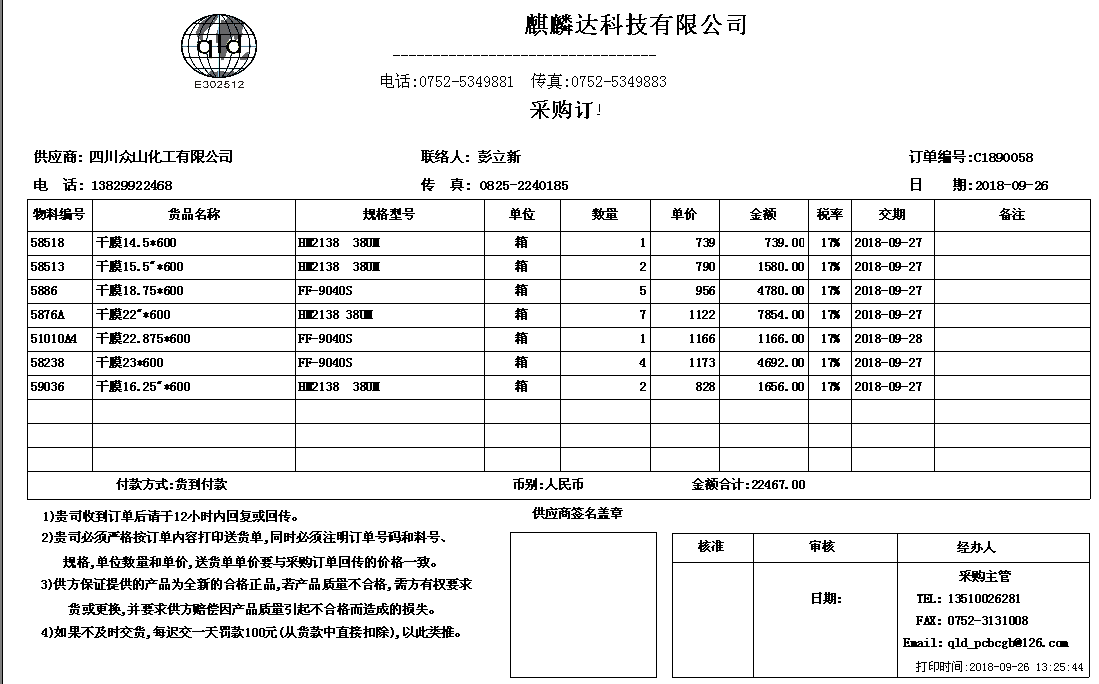 qld
E302512
麒麟达科技有限公司
电话:0752-5349881 传真:0752-5349883
采购订
供应商: 四川众山化工有限公司 联络人: 彭立新 订单编号:C1890058
电 话: 13829922468 传 真: 0825-2240185 日 期:2018-09-26
物料编号 货品名称 规格型号 单位 数量 单价 金额 税率 交期 备注
58518 干膜14.5*600 HM2138 38UM 箱 1 739 739.00 17% 2018-09-27
58513 干膜15.5"*600 HM2138 38UM 箱 2 790 1580.00 17% 2018-09-27
5886 干膜18.75*600 FF-9040S 箱 5 956 4780.00 17% 2018-09-27
5876A 干膜22"*600 HM2138 38UM 箱 7 1122 7854.00 17% 2018-09-27
51010A4 干膜22.875*600 FF-9040S 箱 1 1166 1166.00 17% 2018-09-28
58238 干膜23*600 FF-9040S 箱 4 1173 4692.00 17% 2018-09-27
59036 干膜16.25"*600 HM2138 38UM 箱 2 828 1656.00 17% 2018-09-27
付款方式:货到付款 币别:人民币 金额合计:22467.00
1)贵司收到订单后请于12小时内回复或回传。
2)贵司必须严格按订单内容打印送货单,同时必须注明订单号码和料号、
规格,单位数量和单价,送货单单价要与采购订单回传的价格一致。
3)供方保证提供的产品为全新的合格正品,若产品质量不合格,需方有权要求
货或更换,并要求供方赔偿因产品质量引起不合格而造成的损失。
4)如果不及时交货,每迟交一天罚款100元(从货款中直接扣除),以此类推。
供应商签名盖章
核准 审核 经办人
日期:
采购主管
TEL: 13510026281
FAX: 0752-3131008
Email: qld_pcbcgb@126.com
打印时间:2018-09-26 13:25:44